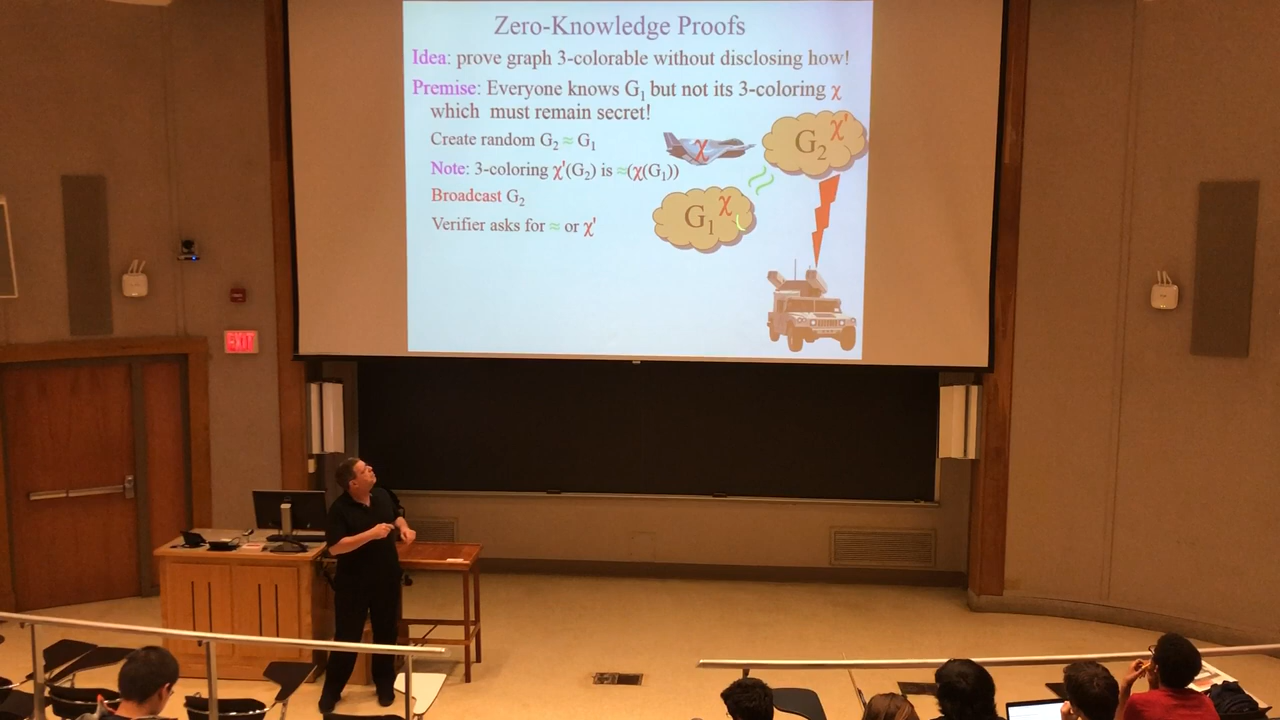 Zero-Knowledge Proofs
Idea: prove graph 3-colorable without disclosing how!
Premise: Everyone knows G₁ but not its 3-coloring χ
which must remain secret!
Create random G₂ ≈ G₁
Note: 3-coloring χ'(G₂) is ≈(χ(G₁))
Broadcast G₂
Verifier asks for ≈ or χ'
χ
G₂ χ'
≈
G₁ χ
EXIT